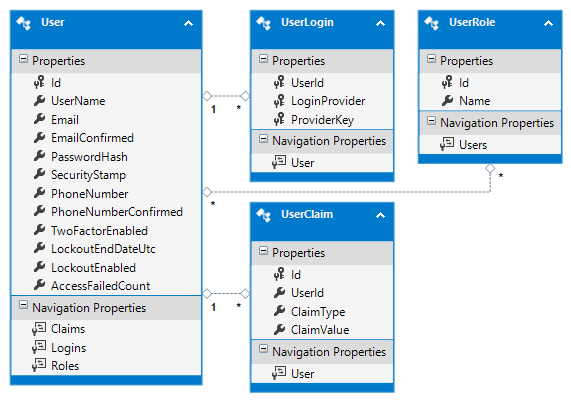 User
Properties
Id
UserName
Email
EmailConfirmed
PasswordHash
SecurityStamp
PhoneNumber
PhoneNumberConfirmed
TwoFactorEnabled
LockoutEndDateUtc
LockoutEnabled
AccessFailedCount
Navigation Properties
Claims
Logins
Roles
1
*
UserLogin
Properties
UserId
LoginProvider
ProviderKey
Navigation Properties
User
UserRole
Properties
Id
Name
Navigation Properties
Users
*
*
UserClaim
Properties
Id
UserId
ClaimType
ClaimValue
Navigation Properties
User
1
*